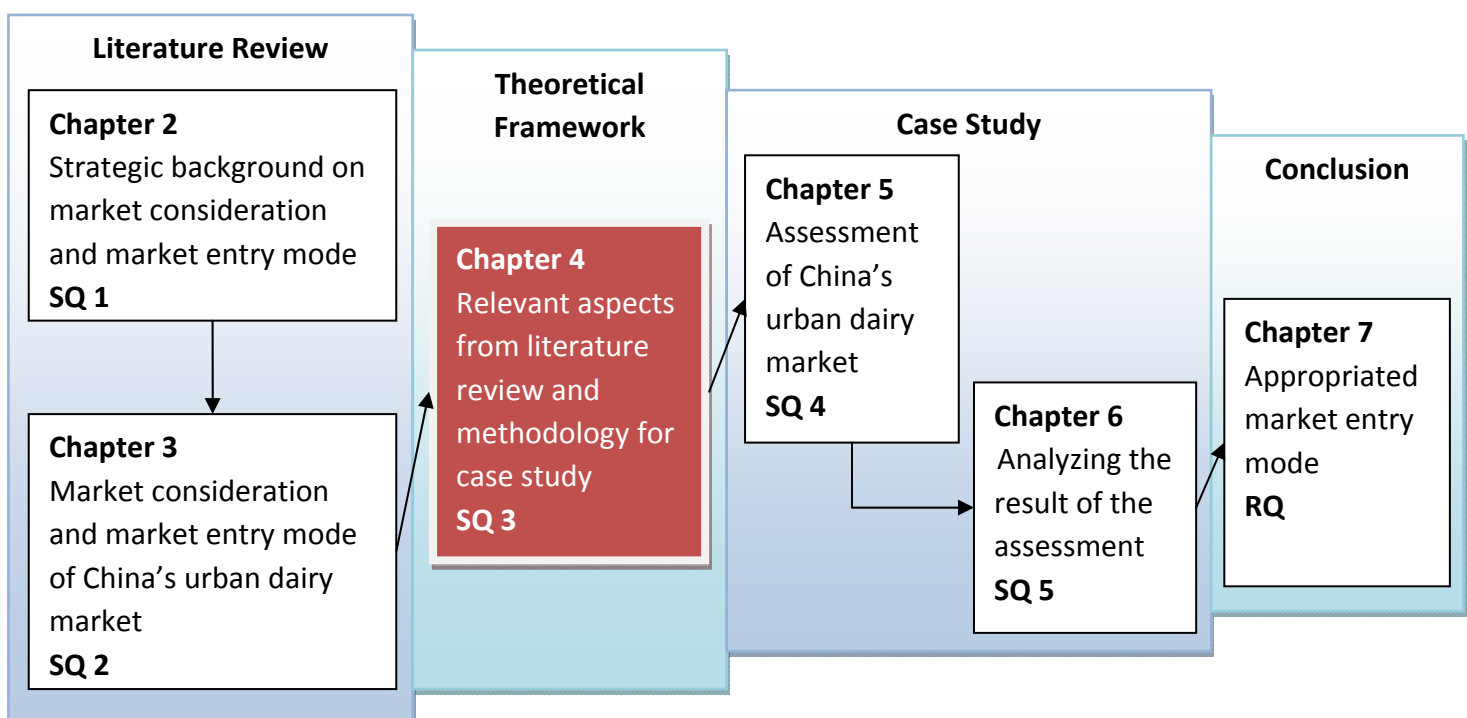 Literature Review
Chapter 2
Strategic background on
market consideration
and market entry mode
SQ 1
Chapter 3
Market consideration
and market entry mode
of China’s urban dairy
market
SQ 2
Theoretical
Framework
Chapter 4
Relevant aspects
from literature
review and
methodology for
case study
SQ 3
Case Study
Chapter 5
Assessment
of China’s
urban dairy
market
SQ 4
Chapter 6
Analyzing the
result of the
assessment
SQ 5
Conclusion
Chapter 7
Appropriated
market entry
mode
RQ